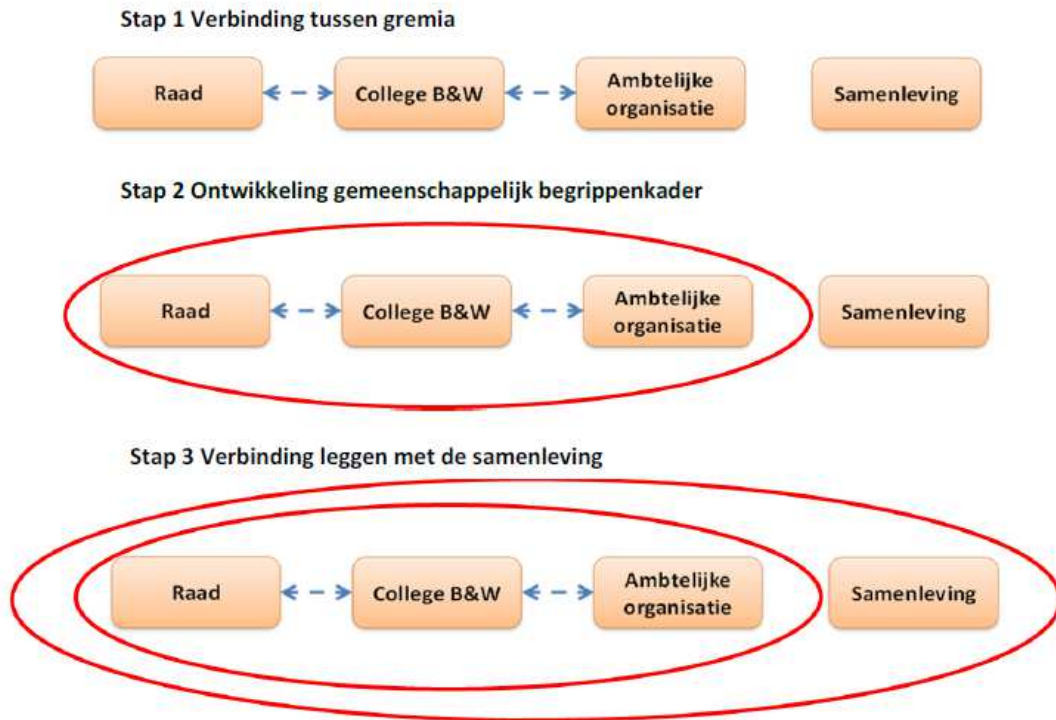 Stap 1 Verbinding tussen gremia
Raad
College B&W
Ambtelijke
organisatie
Samenleving
Stap 2 Ontwikkeling gemeenschappelijk begrippenkader
Raad
College B&W
Ambtelijke
organisatie
Samenleving
Stap 3 Verbinding leggen met de samenleving
Raad
College B&W
Ambtelijke
organisatie
Samenleving